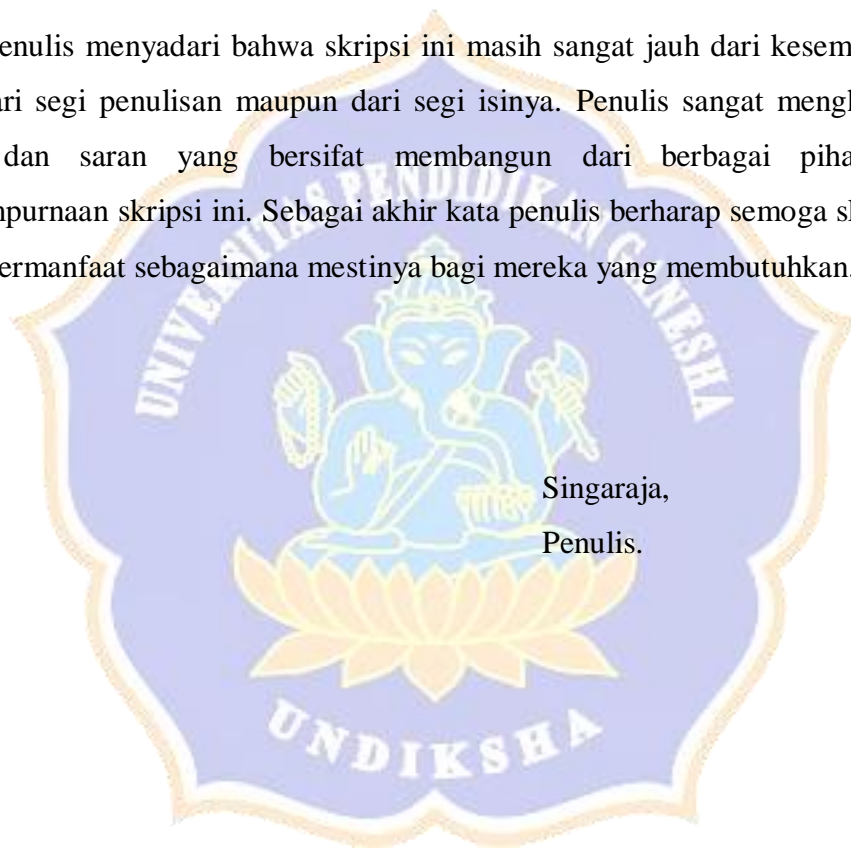 enulis menyadari bahwa skripsi ini masih sangat jauh dari kesem
ari segi penulisan maupun dari segi isinya. Penulis sangat mengh
dan saran yang bersifat membangun dari berbagai piha
npurnaan skripsi ini. Sebagai akhir kata penulis berharap semoga sl
ermanfaat sebagaimana mestinya bagi mereka yang membutuhkan.
UNIVERSITAS PENDIDIKAN GANESHA
Singaraja,
Penulis.
UNDIKSHA